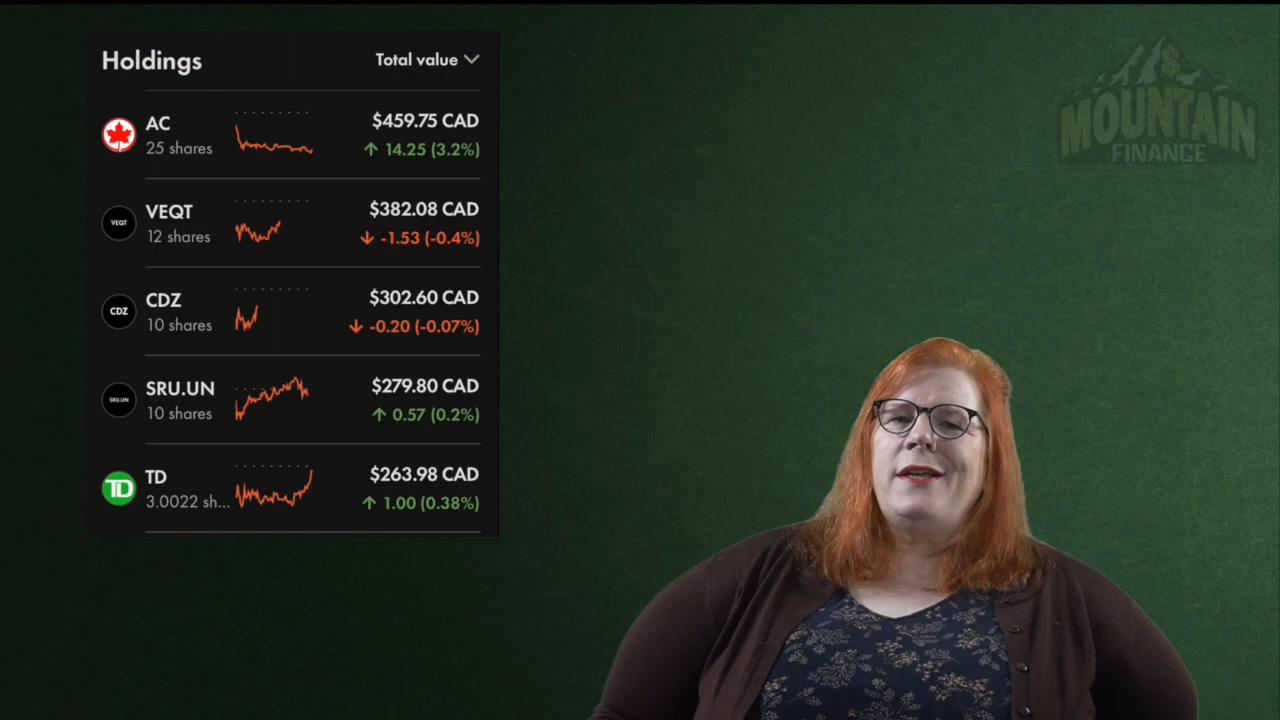 Holdings
Total value
AC
$459.75 CAD
25 shares
↑ 14.25 (3.2%)
VEQT
VEQT
$382.08 CAD
12 shares
↓ -1.53 (-0.4%)
CDZ
CDZ
$302.60 CAD
10 shares
↓ -0.20 (-0.07%)
SRU.UN
SRU.UN
$279.80 CAD
10 shares
↑ 0.57 (0.2%)
TD
TD
$263.98 CAD
3.0022 sh...
↑ 1.00 (0.38%)
$
MOUNTAIN
FINANCE